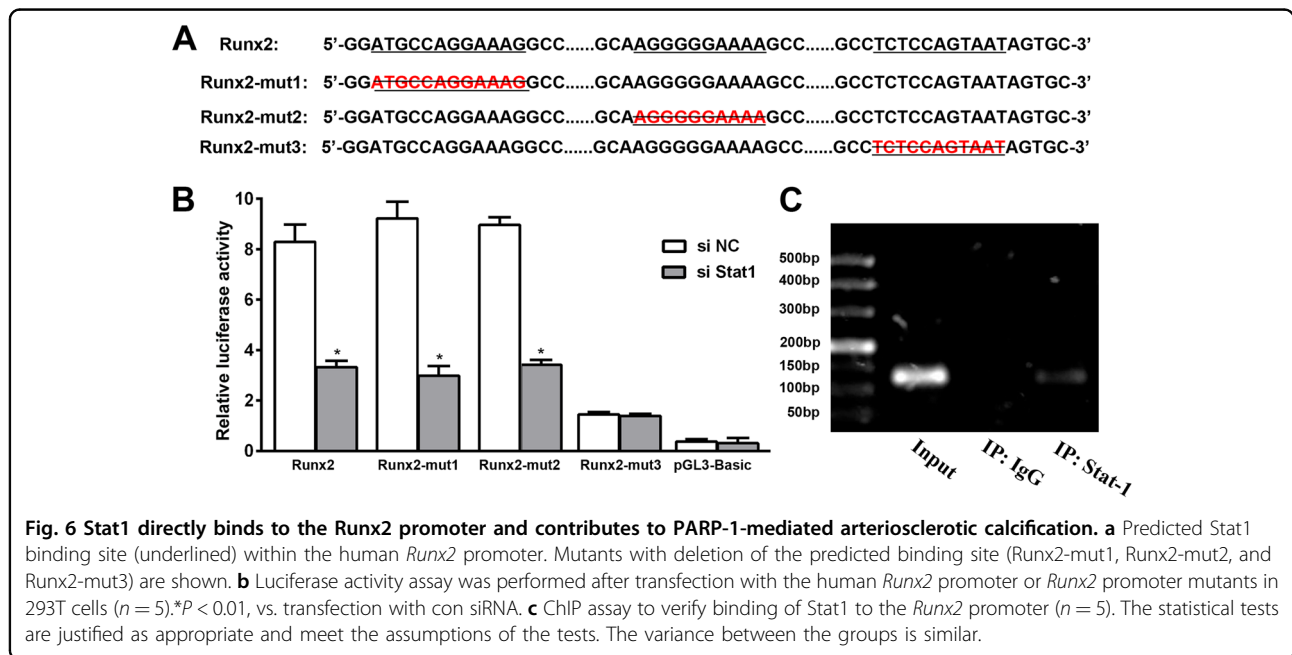 A
Runx2: 5’-GGATGCCAGGAAAGGCC......GCAAGGGGGAAAAGCC......GCCTCTCCAGTAATAGTGC-3’
Runx2-mut1: 5’-GGATGCCAGGAAAGGCC......GCAAGGGGGAAAAGCC......GCCTCTCCAGTAATAGTGC-3’
Runx2-mut2: 5’-GGATGCCAGGAAAGGCC......GCAAGGGGGAAAAGCC......GCCTCTCCAGTAATAGTGC-3’
Runx2-mut3: 5’-GGATGCCAGGAAAGGCC......GCAAGGGGGAAAAGCC......GCCTCTCCAGTAATAGTGC-3’
B
Relative luciferase activity
10
8
6
4
2
0
* * *
si NC
si Stat1
Runx2 Runx2-mut1 Runx2-mut2 Runx2-mut3 pGL3-Basic
C
500bp
400bp
300bp
200bp
150bp
100bp
50bp
Input IP: IgG IP: Stat-1
Fig. 6 Stat1 directly binds to the Runx2 promoter and contributes to PARP-1-mediated arteriosclerotic calcification. a Predicted Stat1
binding site (underlined) within the human Runx2 promoter. Mutants with deletion of the predicted binding site (Runx2-mut1, Runx2-mut2, and
Runx2-mut3) are shown. b Luciferase activity assay was performed after transfection with the human Runx2 promoter or Runx2 promoter mutants in
293T cells (n = 5).*P < 0.01, vs. transfection with con siRNA. c ChIP assay to verify binding of Stat1 to the Runx2 promoter (n = 5). The statistical tests
are justified as appropriate and meet the assumptions of the tests. The variance between the groups is similar.